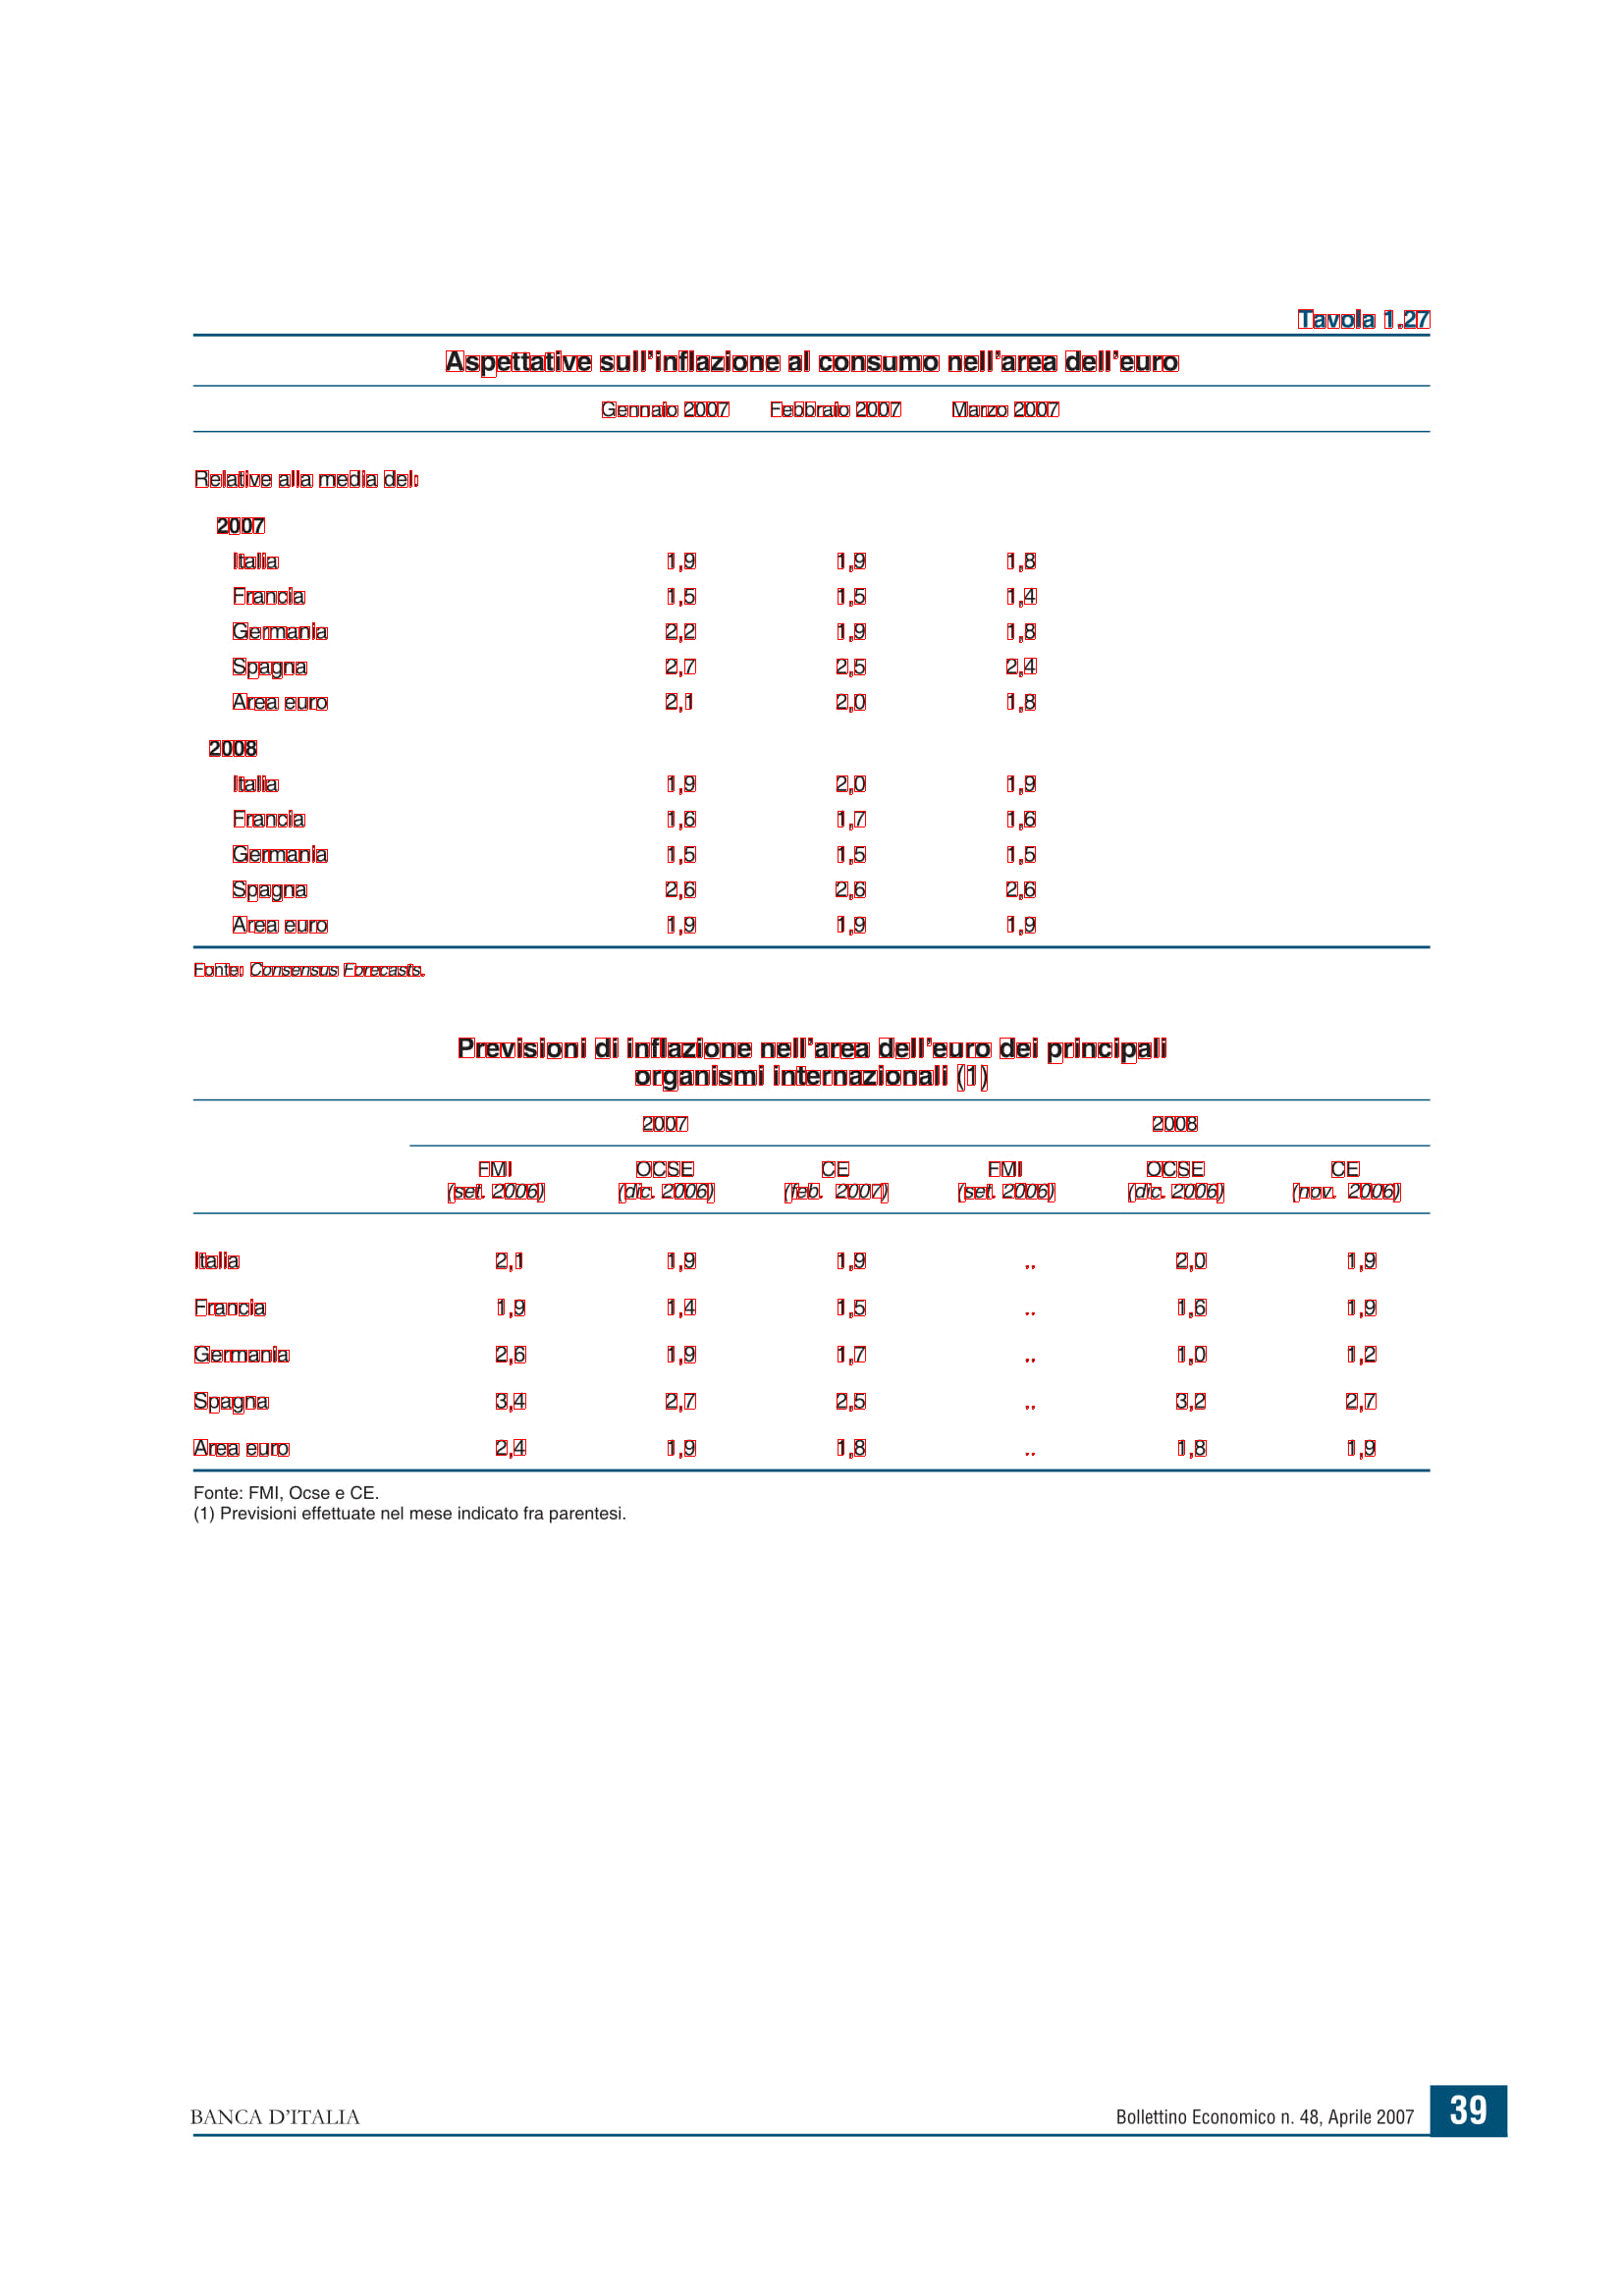 Tavola 1.27
Aspettative sull’inflazione al consumo nell’area dell’euro
Gennaio 2007 Febbraio 2007 Marzo 2007
Relative alla media del:
2007
Italia 1,9 1,9 1,8
Francia 1,5 1,5 1,4
Germania 2,2 1,9 1,8
Spagna 2,7 2,5 2,4
Area euro 2,1 2,0 1,8
2008
Italia 1,9 2,0 1,9
Francia 1,6 1,7 1,6
Germania 1,5 1,5 1,5
Spagna 2,6 2,6 2,6
Area euro 1,9 1,9 1,9
Fonte: Consensus Forecasts.
Previsioni di inflazione nell’area dell’euro dei principali
organismi internazionali (1)
2007 2008
FMI OCSE CE FMI OCSE CE
(set. 2006) (dic. 2006) (feb. 2007) (set. 2006) (dic. 2006) (nov. 2006)
Italia 2,1 1,9 1,9 .. 2,0 1,9
Francia 1,9 1,4 1,5 .. 1,6 1,9
Germania 2,6 1,9 1,7 .. 1,0 1,2
Spagna 3,4 2,7 2,5 .. 3,2 2,7
Area euro 2,4 1,9 1,8 .. 1,8 1,9
Fonte: FMI, Ocse e CE.
(1) Previsioni effettuate nel mese indicato fra parentesi.
BANCA D’ITALIA Bollettino Economico n. 48, Aprile 2007 39